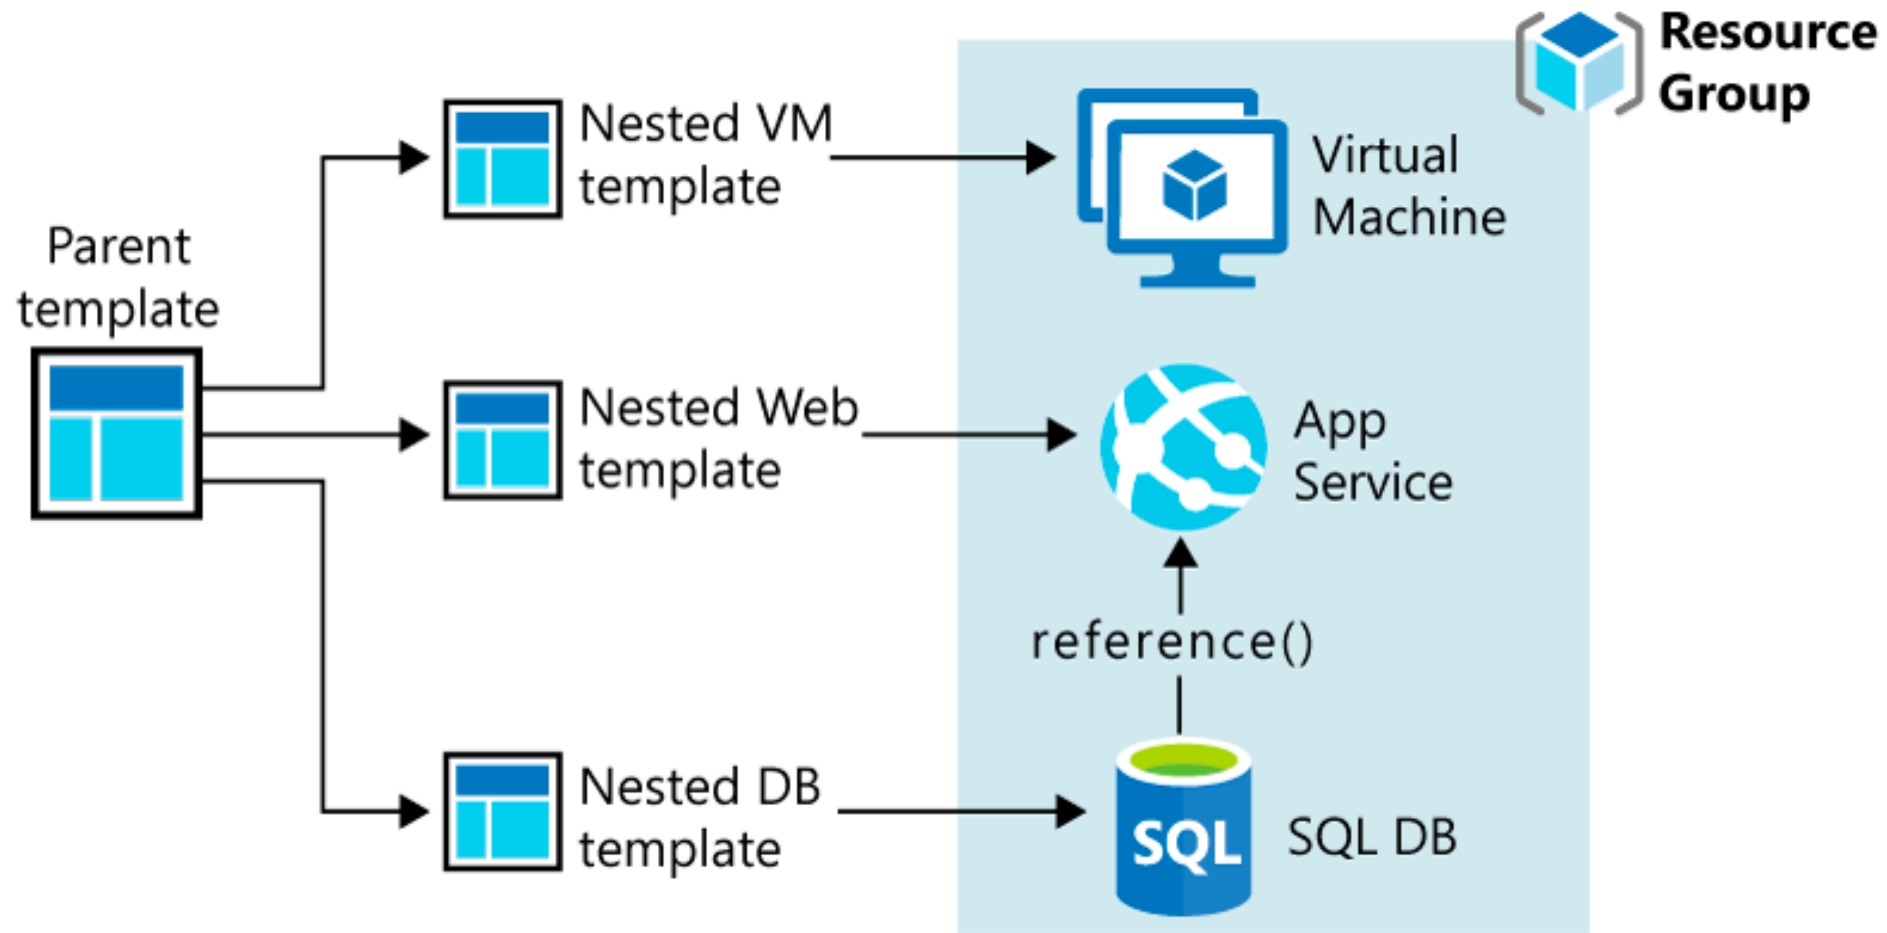 Resource
Group
Nested VM
template
Virtual
Machine
Parent
template
Nested Web
template
App
Service
reference()
Nested DB
template
SQL
SQL DB